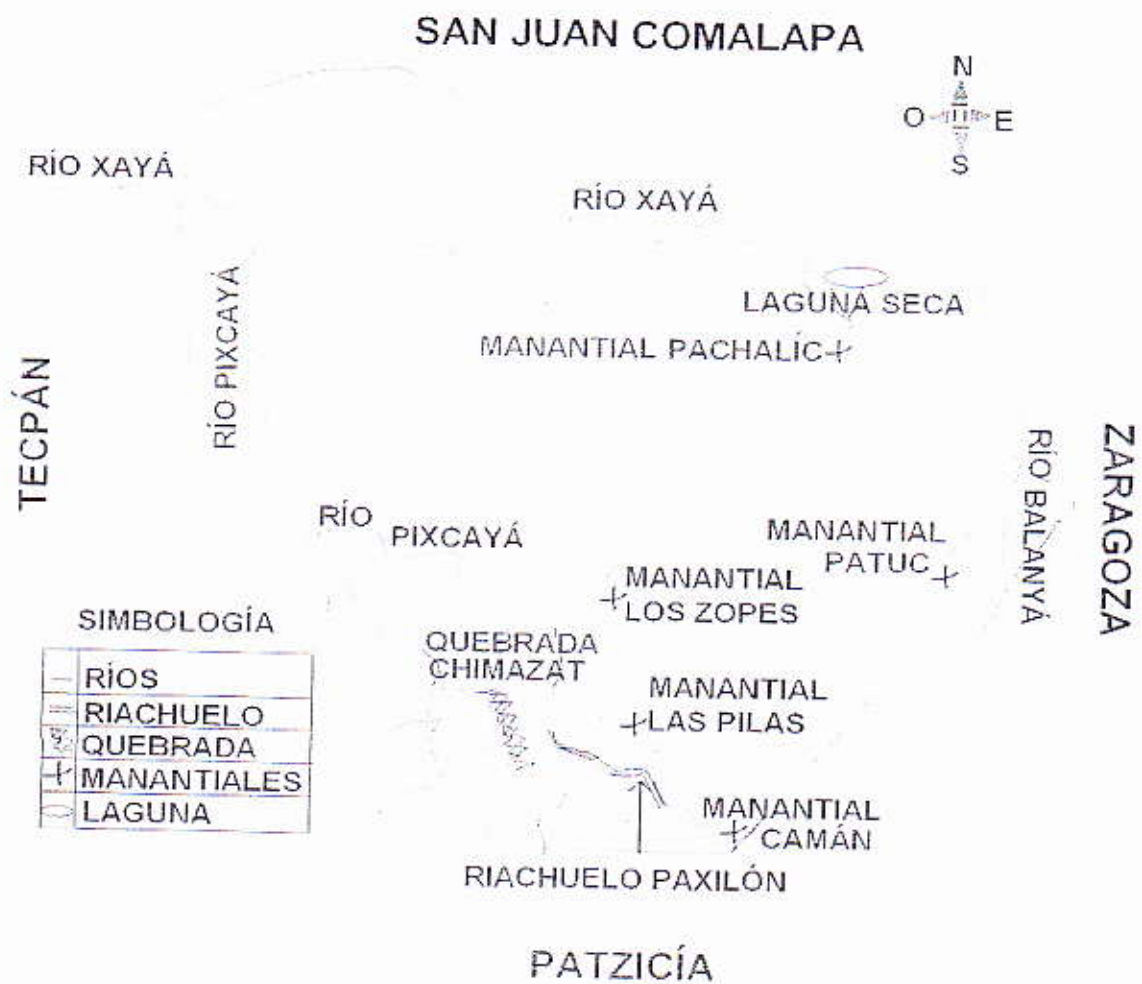 SAN JUAN COMALAPA
N
O E
S
RÍO XAYÁ
RÍO XAYÁ
RÍO PIXCAYÁ
LAGUNA SECA
MANANTIAL PACHALÍC
TECPÁN
ZARAGOZA
RÍO BALANYÁ
RÍO
PIXCAYÁ
MANANTIAL
PATUC
MANANTIAL
LOS ZOPES
QUEBRADA
CHIMAZAT
MANANTIAL
LAS PILAS
SIMBOLOGÍA
RÍOS
RIACHUELO
QUEBRADA
MANANTIALES
LAGUNA
MANANTIAL
CAMÁN
RIACHUELO PAXILÓN
PATZICÍA